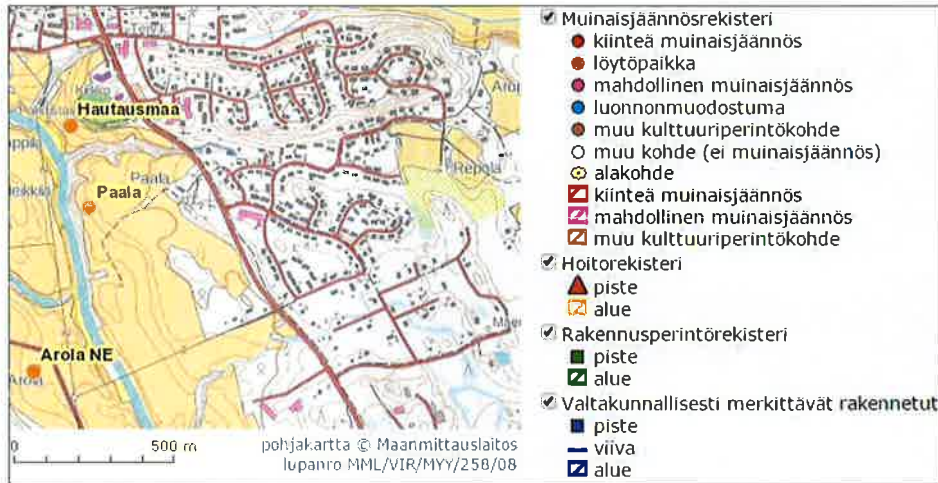 Hautausmaa
Paala
Paala
Repola
Arola NE
Arola
0 500 m
pohjakartta © Maanmittauslaitos
lupanro MML/VIR/MYY/258/08
Muinaisjäännösrekisteri
kiinteä muinaisjäännös
löytöpaikka
mahdollinen muinaisjäännös
luonnonmuodostuma
muu kulttuuriperintökohde
muu kohde (ei muinaisjäännös)
alakohde
kiinteä muinaisjäännös
mahdollinen muinaisjäännös
muu kulttuuriperintökohde
Hoitorekisteri
piste
alue
Rakennusperintörekisteri
piste
alue
Valtakunnallisesti merkittävät rakennetut
piste
viiva
alue